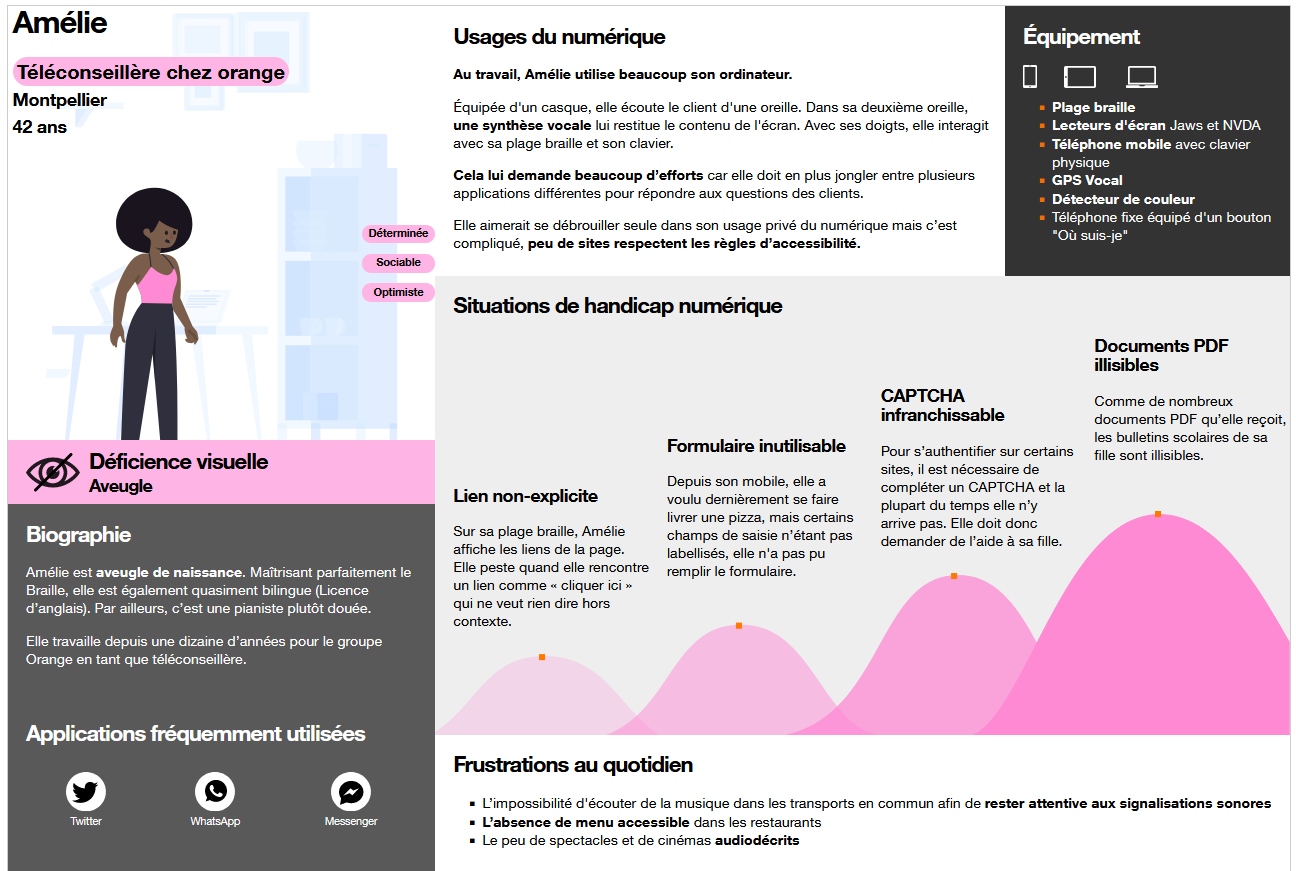 Amélie
Téléconseillère chez orange
Montpellier
42 ans
Déterminée
Sociable
Optimiste
Déficience visuelle
Aveugle
Biographie
Amélie est aveugle de naissance. Maîtrisant parfaitement le
Braille, elle est également quasiment bilingue (Licence
d’anglais). Par ailleurs, c’est une pianiste plutôt douée.
Elle travaille depuis une dizaine d’années pour le groupe
Orange en tant que téléconseillère.
Applications fréquemment utilisées
Twitter
WhatsApp
Messenger
Usages du numérique
Au travail, Amélie utilise beaucoup son ordinateur.
Équipée d'un casque, elle écoute le client d'une oreille. Dans sa deuxième oreille,
une synthèse vocale lui restitue le contenu de l'écran. Avec ses doigts, elle interagit
avec sa plage braille et son clavier.
Cela lui demande beaucoup d’efforts car elle doit en plus jongler entre plusieurs
applications différentes pour répondre aux questions des clients.
Elle aimerait se débrouiller seule dans son usage privé du numérique mais c’est
compliqué, peu de sites respectent les règles d’accessibilité.
Équipement
Plage braille
Lecteurs d'écran Jaws et NVDA
Téléphone mobile avec clavier
physique
GPS Vocal
Détecteur de couleur
Téléphone fixe équipé d'un bouton
"Où suis-je"
Situations de handicap numérique
Lien non-explicite
Sur sa plage braille, Amélie
affiche les liens de la page.
Elle peste quand elle rencontre
un lien comme « cliquer ici »
qui ne veut rien dire hors
contexte.
Formulaire inutilisable
Depuis son mobile, elle a
voulu dernièrement se faire
livrer une pizza, mais certains
champs de saisie n’étant pas
labellisés, elle n'a pas pu
remplir le formulaire.
CAPTCHA
infranchissable
Pour s’authentifier sur certains
sites, il est nécessaire de
compléter un CAPTCHA et la
plupart du temps elle n’y
arrive pas. Elle doit donc
demander de l’aide à sa fille.
Documents PDF
illisibles
Comme de nombreux
documents PDF qu’elle reçoit,
les bulletins scolaires de sa
fille sont illisibles.
Frustrations au quotidien
L’impossibilité d'écouter de la musique dans les transports en commun afin de rester attentive aux signalisations sonores
L’absence de menu accessible dans les restaurants
Le peu de spectacles et de cinémas audiodécrits